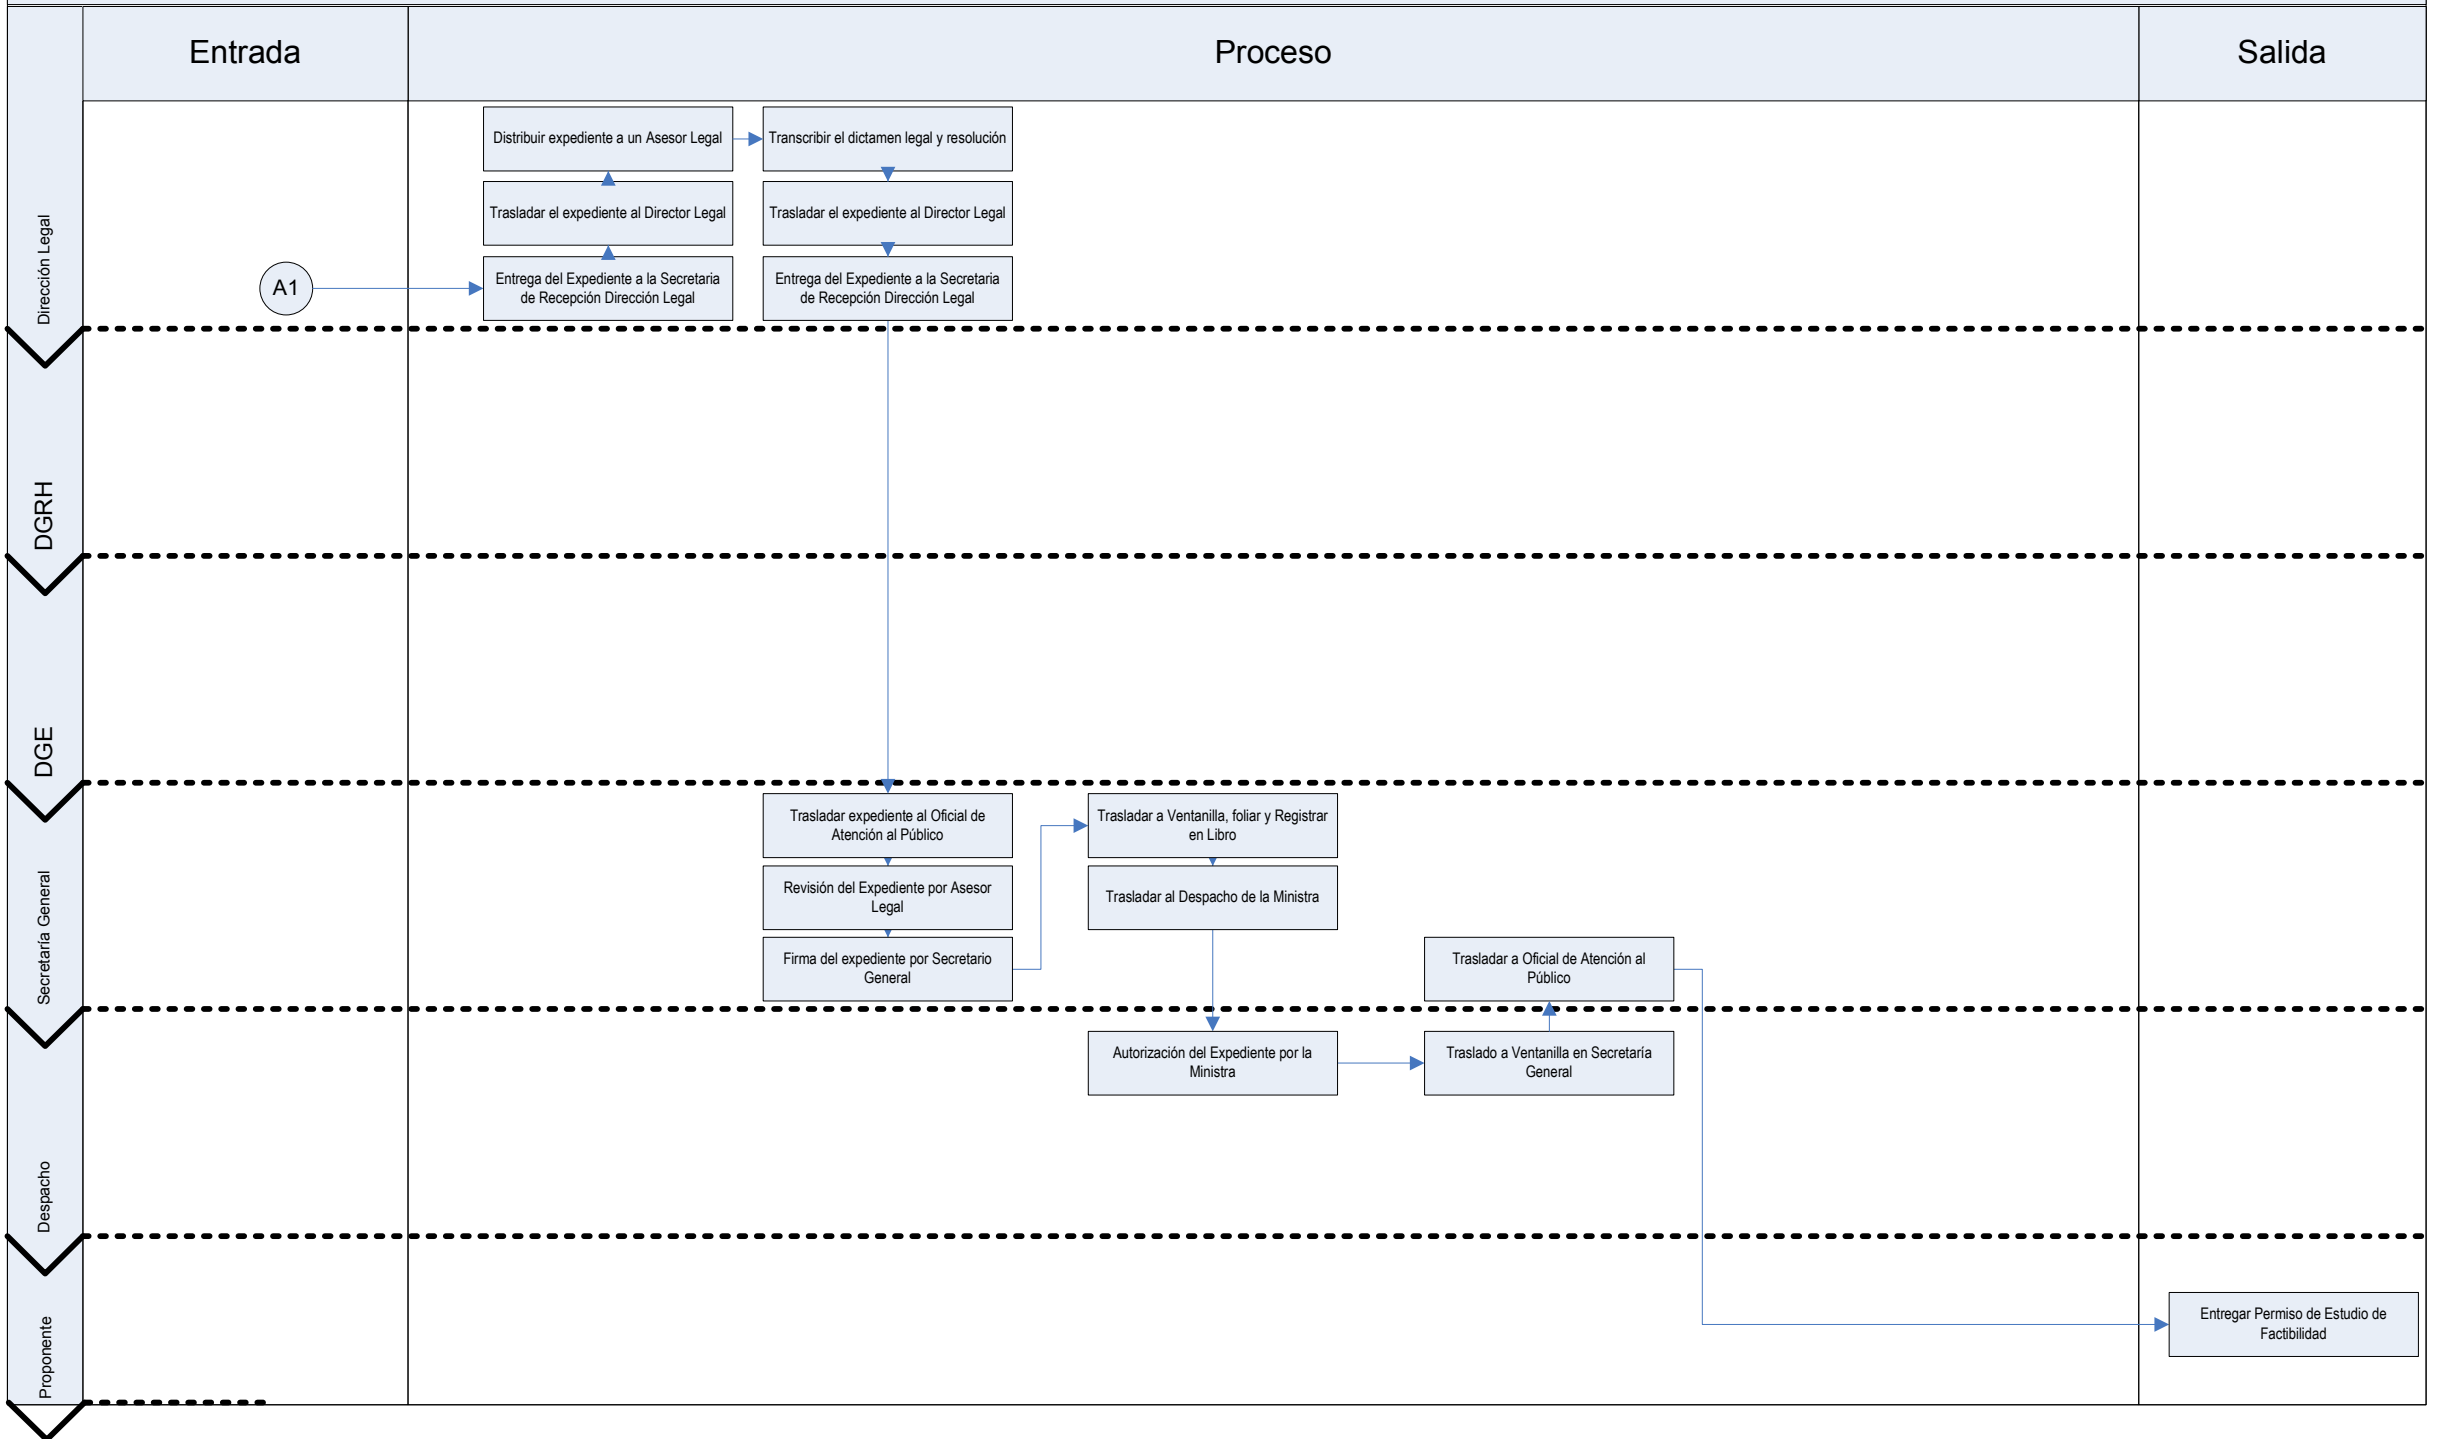 Entrada
Proceso
Salida
Dirección Legal
Distribuir expediente a un Asesor Legal
Transcribir el dictamen legal y resolución
Trasladar el expediente al Director Legal
Trasladar el expediente al Director Legal
A1
Entrega del Expediente a la Secretaria
de Recepción Dirección Legal
Entrega del Expediente a la Secretaria
de Recepción Dirección Legal
DGRH
DGE
Secretaría General
Trasladar expediente al Oficial de
Atención al Público
Trasladar a Ventanilla, foliar y Registrar
en Libro
Revisión del Expediente por Asesor
Legal
Trasladar al Despacho de la Ministra
Firma del expediente por Secretario
General
Trasladar a Oficial de Atención al
Público
Despacho
Autorización del Expediente por la
Ministra
Traslado a Ventanilla en Secretaría
General
Proponente
Entregar Permiso de Estudio de
Factibilidad